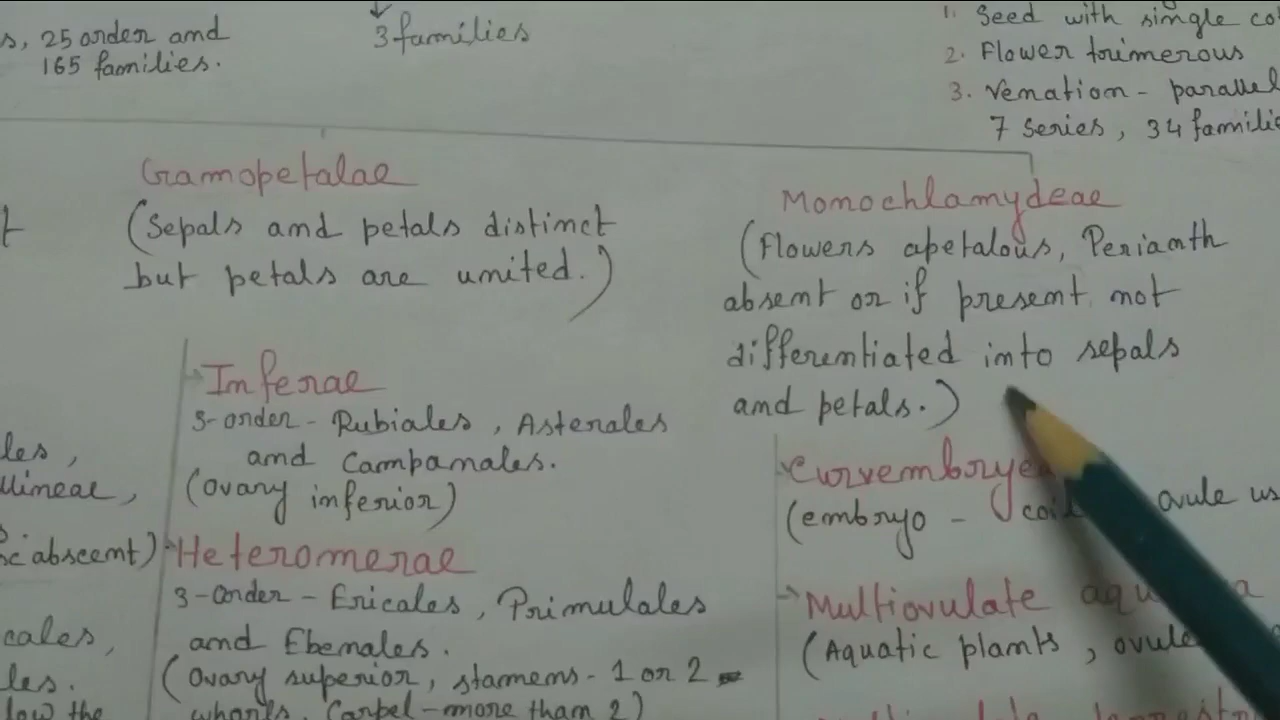 s, 25 order and
165 families.
3 families
1. Seed with single
2. Flower trimerous
3. Venation - parallel
7 series, 34
Gamopetalae
(Sepals and petals distinct
but petals are united.)
Monochlamydeae
(Flowers apetalous, Perianth
absent or if present not
differentiated into sepals
and petals.)
Inferae
3-order - Rubiales, Asterales
and Campanales.
(Ovary inferior)
Heteromerae
3-order - Ericales, Primulales
and Ebenales.
(Ovary superior, stamens - 1 or 2
whorls, Carpel - more than 2)
(embryo - ovule
Multiovulate
(Aquatic plants, ovule
abscent)
cales,
les.
low the
les,